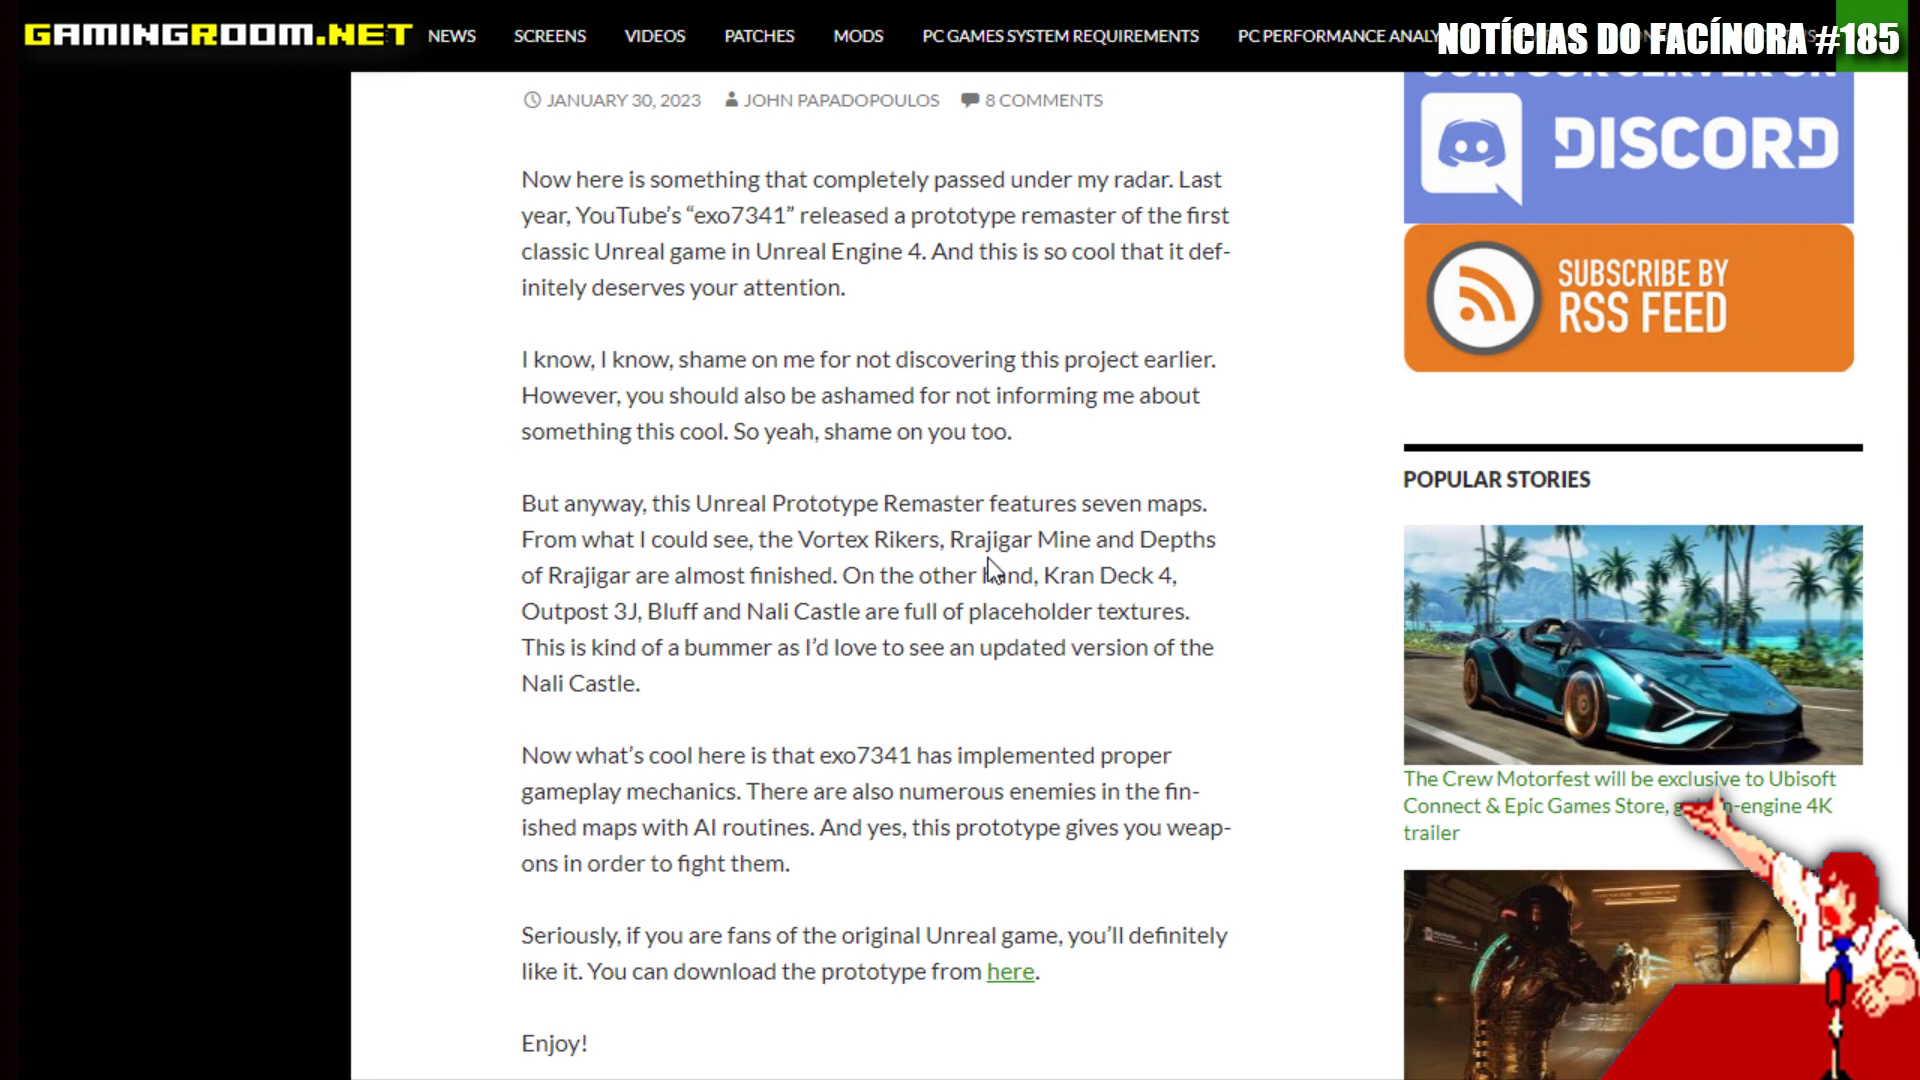 GAMINGROOM.NET
NEWS SCREENS VIDEOS PATCHES MODS PC GAMES SYSTEM REQUIREMENTS PC PERFORMANCE
NOTÍCIAS DO FACÍNORA #185
JANUARY 30, 2023 JOHN PAPADOPOULOS 8 COMMENTS
Now here is something that completely passed under my radar. Last
year, YouTube’s “exo7341” released a prototype remaster of the first
classic Unreal game in Unreal Engine 4. And this is so cool that it def-
initely deserves your attention.
I know, I know, shame on me for not discovering this project earlier.
However, you should also be ashamed for not informing me about
something this cool. So yeah, shame on you too.
But anyway, this Unreal Prototype Remaster features seven maps.
From what I could see, the Vortex Rikers, Rrajigar Mine and Depths
of Rrajigar are almost finished. On the other hand, Kran Deck 4,
Outpost 3J, Bluff and Nali Castle are full of placeholder textures.
This is kind of a bummer as I’d love to see an updated version of the
Nali Castle.
Now what’s cool here is that exo7341 has implemented proper
gameplay mechanics. There are also numerous enemies in the fin-
ished maps with AI routines. And yes, this prototype gives you weap-
ons in order to fight them.
Seriously, if you are fans of the original Unreal game, you’ll definitely
like it. You can download the prototype from here.
Enjoy!
JOIN OUR SERVER ON
DISCORD
SUBSCRIBE BY
RSS FEED
POPULAR STORIES
The Crew Motorfest will be exclusive to Ubisoft
Connect & Epic Games Store, in-engine 4K
trailer